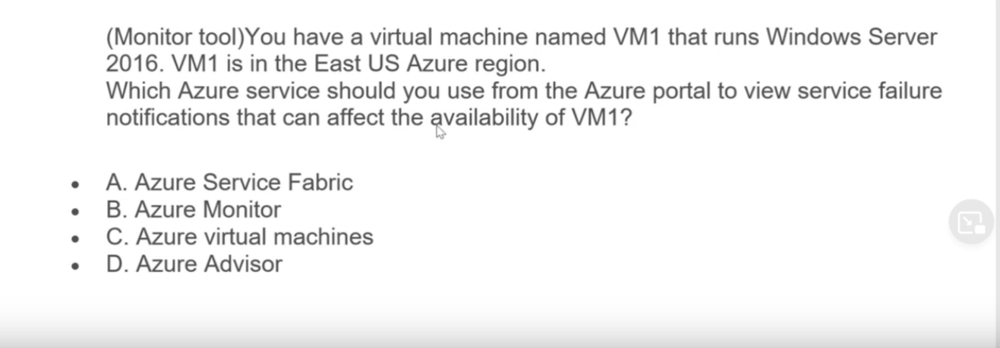 (Monitor tool)You have a virtual machine named VM1 that runs Windows Server
2016. VM1 is in the East US Azure region.
Which Azure service should you use from the Azure portal to view service failure
notifications that can affect the availability of VM1?
• A. Azure Service Fabric
• B. Azure Monitor
• C. Azure virtual machines
• D. Azure Advisor